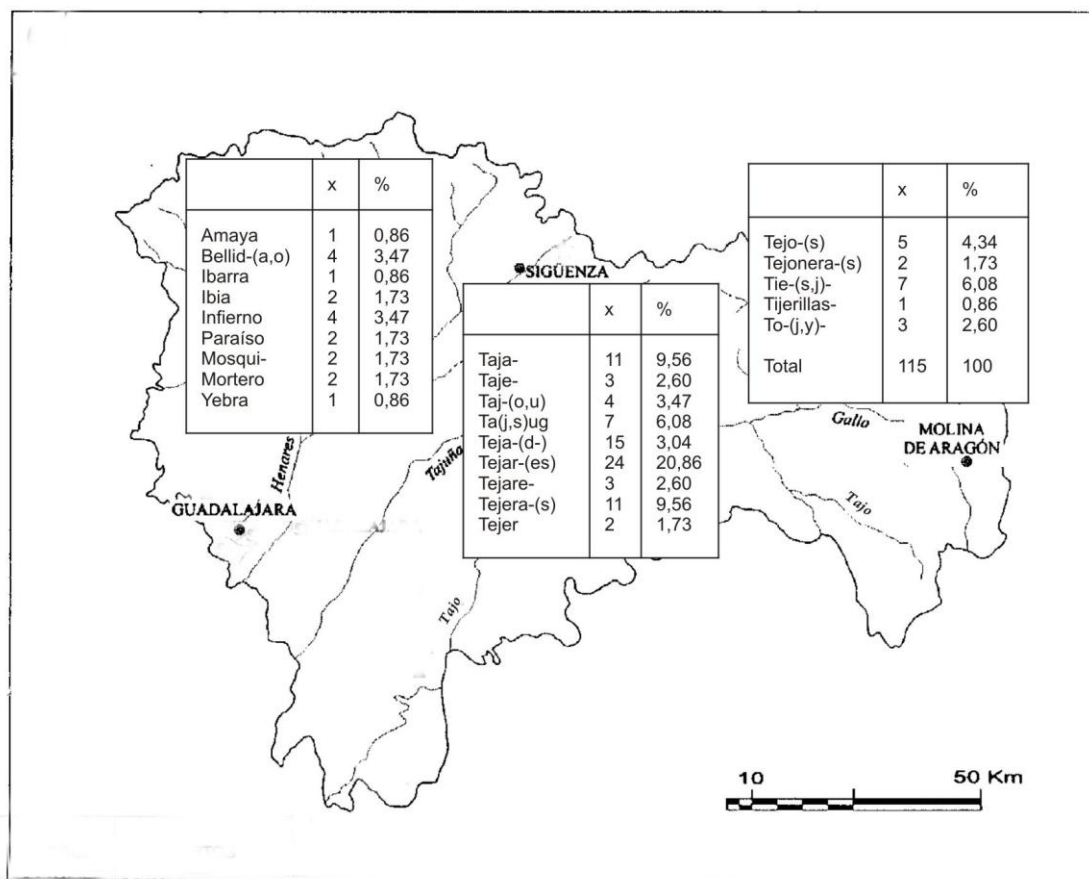 x %
Amaya 1 0,86
Bellid-(a,o) 4 3,47
Ibarra 1 0,86
Ibia 2 1,73
Infierno 4 3,47
Paraíso 2 1,73
Mosqui- 2 1,73
Mortero 2 1,73
Yebra 1 0,86
x %
Tejo-(s) 5 4,34
Tejonera-(s) 2 1,73
Tie-(s,j)- 7 6,08
Tijerillas- 1 0,86
To-(j,y)- 3 2,60
Total 115 100
SIGÜENZA
x %
Taja- 11 9,56
Taje- 3 2,60
Taj-(o,u) 4 3,47
Ta(j,s)ug 7 6,08
Teja-(d-) 15 3,04
Tejar-(es) 24 20,86
Tejare- 3 2,60
Tejera-(s) 11 9,56
Tejer 2 1,73
Gallo
MOLINA
DE ARAGÓN
Henares
Tajuña
GUADALAJARA
Tajo
Tajo
10 50 Km